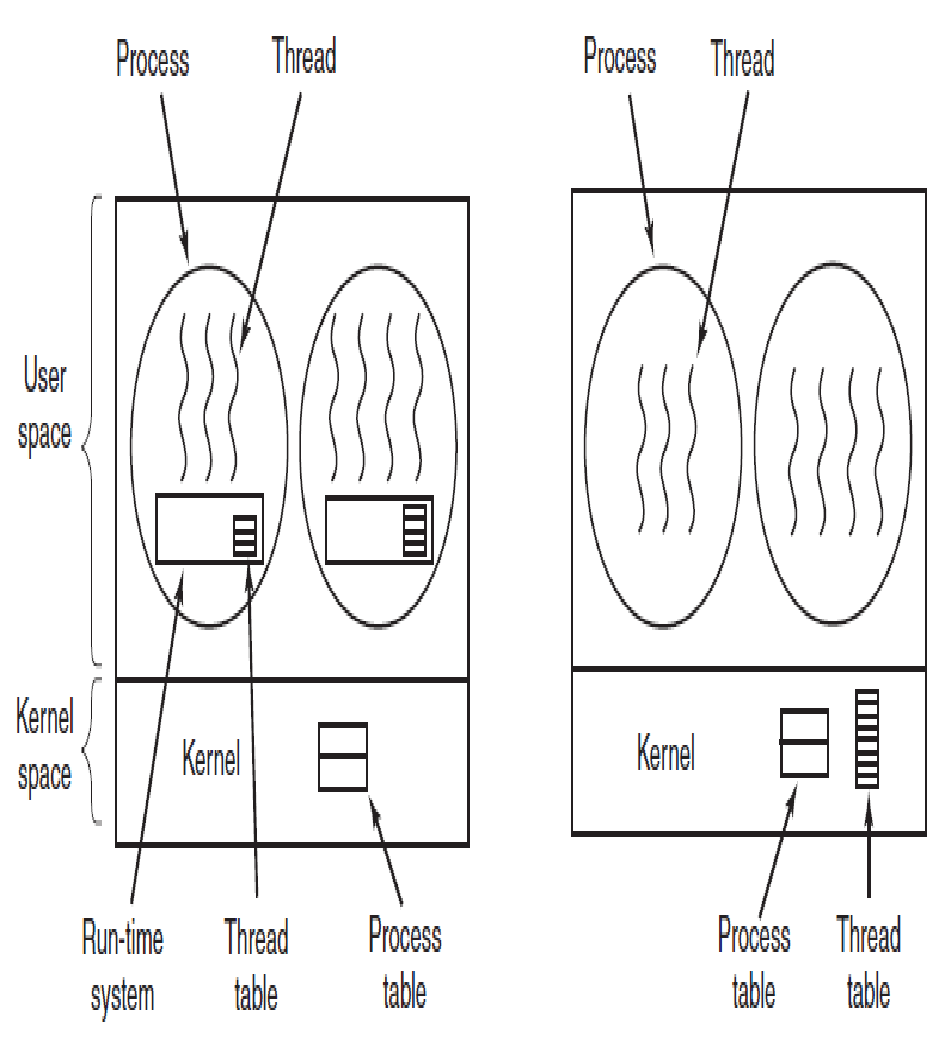 Process
Thread
Process
Thread
User
space
Kernel
space
Kernel
Kernel
Run-time
system
Thread
table
Process
table
Process
table
Thread
table